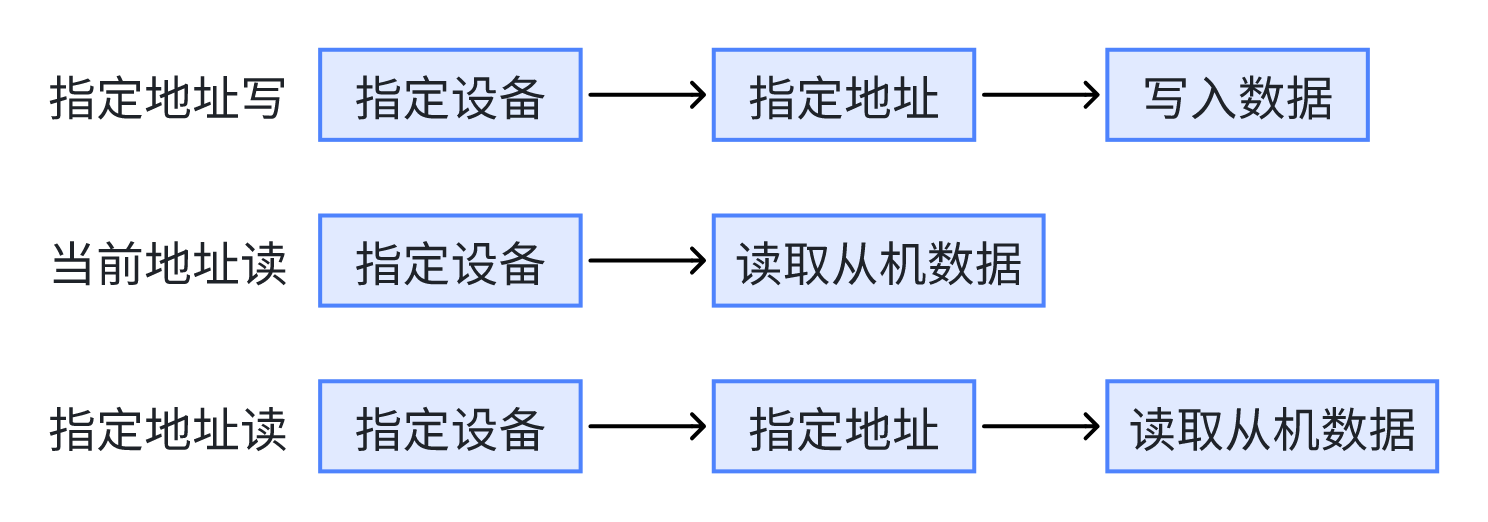 指定地址写 指定设备 指定地址 写入数据
当前地址读 指定设备 读取从机数据
指定地址读 指定设备 指定地址 读取从机数据